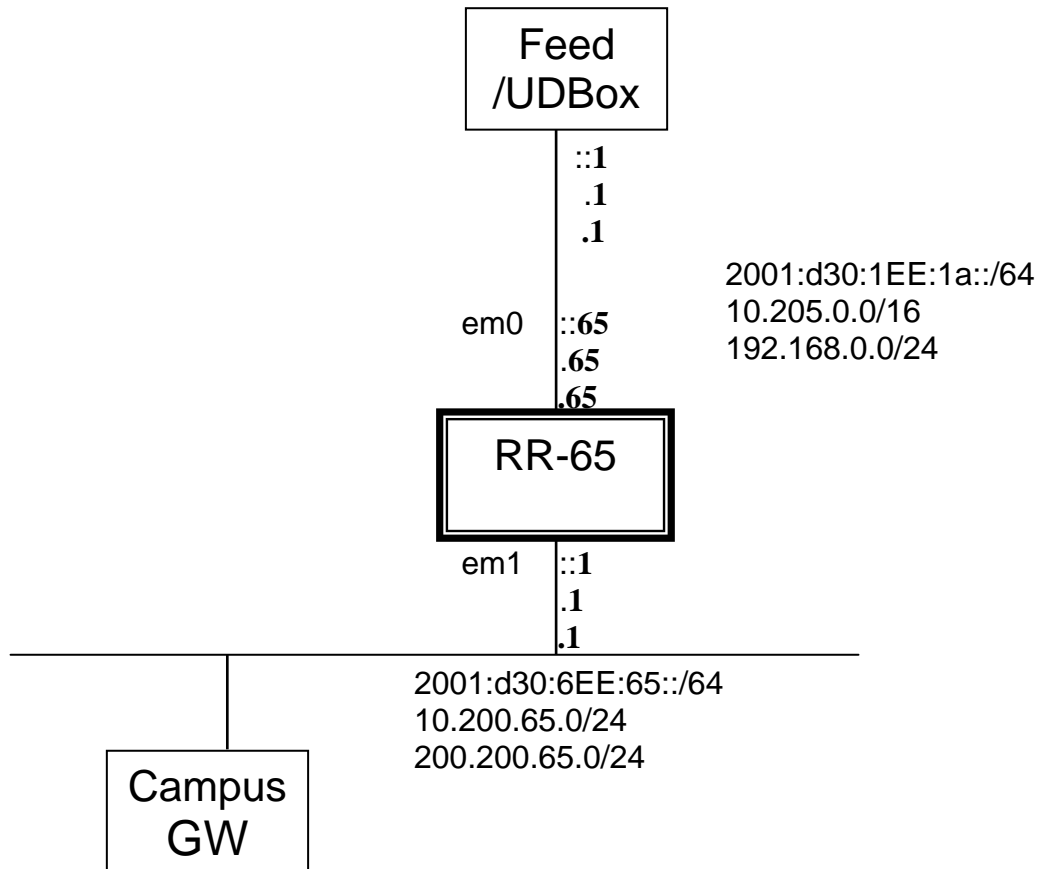 Feed
/UDBox
::1
.1
.1
2001:d30:1EE:1a::/64
10.205.0.0/16
192.168.0.0/24
em0
::65
.65
.65
RR-65
em1
::1
.1
.1
2001:d30:6EE:65::/64
10.200.65.0/24
200.200.65.0/24
Campus
GW